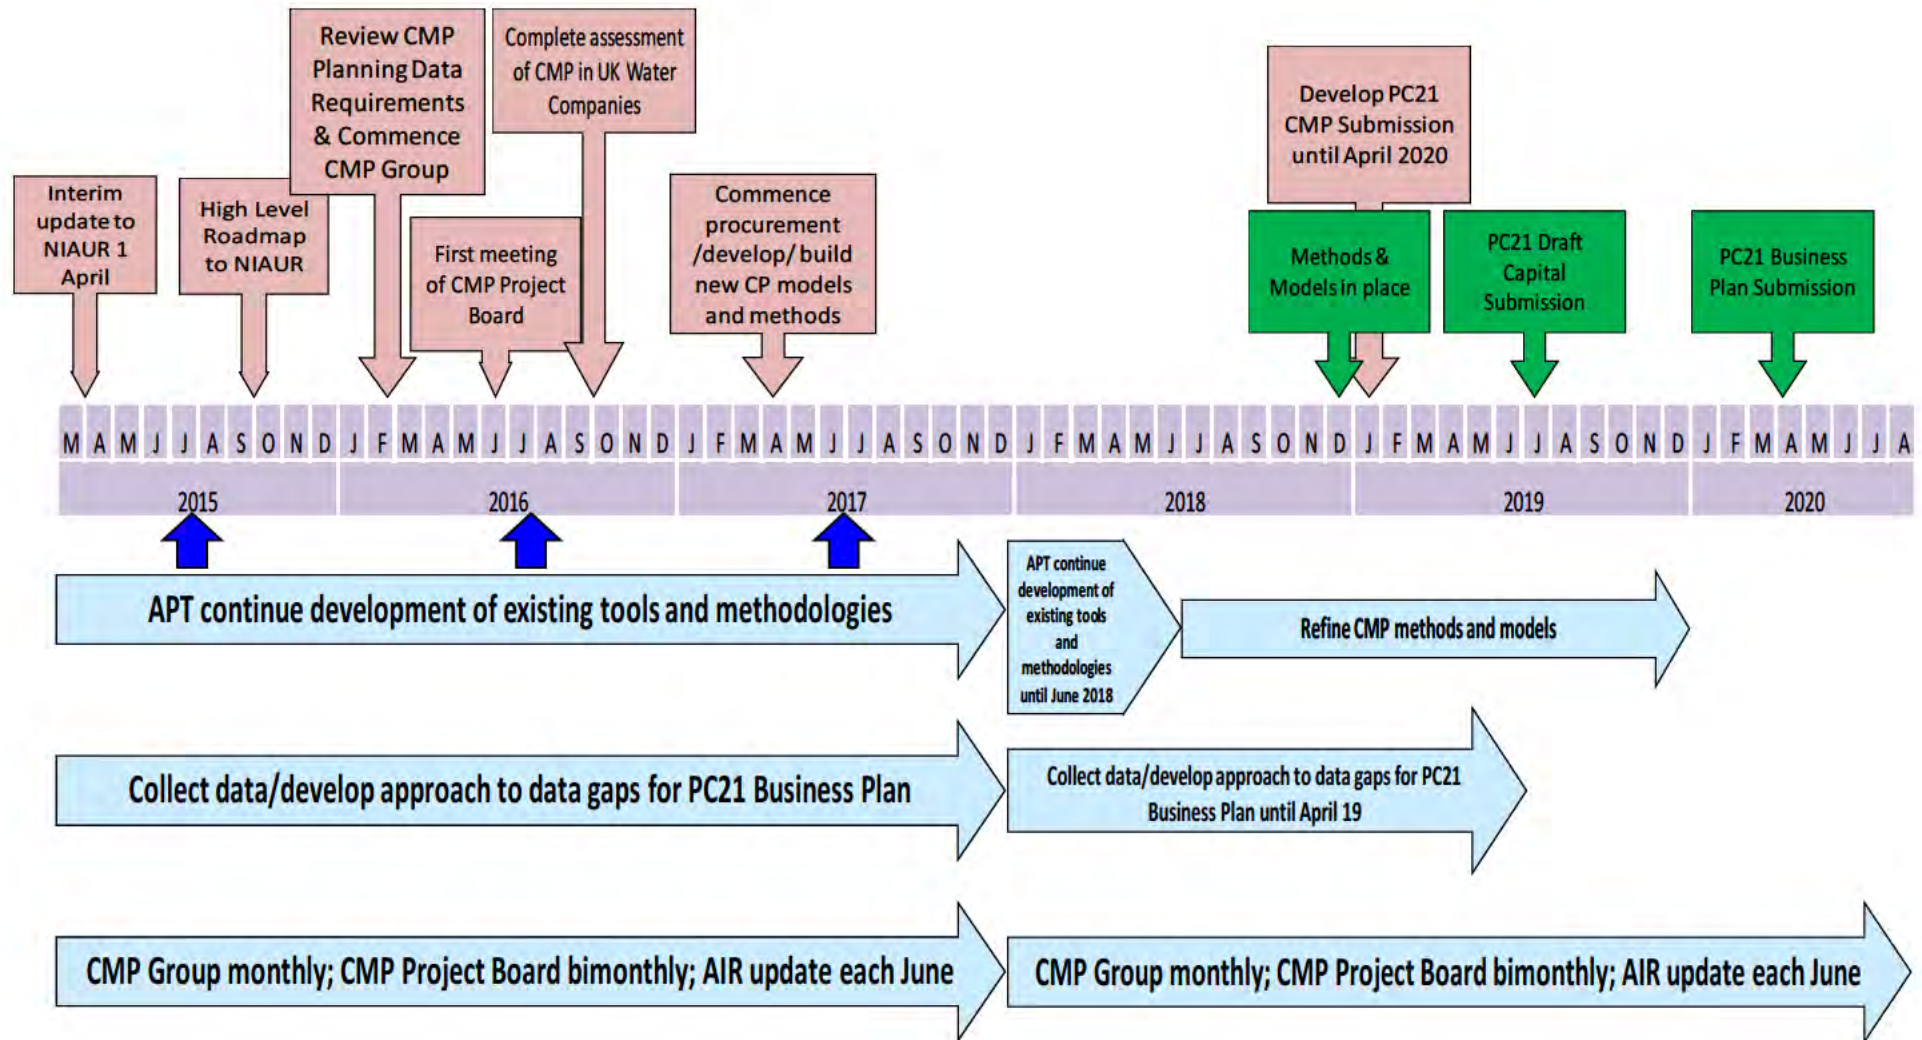 Interim
update to
NIAUR 1
April
High Level
Roadmap
to NIAUR
Review CMP
Planning Data
Requirements
& Commence
CMP Group
First meeting
of CMP Project
Board
Complete assessment
of CMP in UK Water
Companies
Commence
procurement
/develop/ build
new CP models
and methods
Develop PC21
CMP Submission
until April 2020
Methods &
Models in place
PC21 Draft
Capital
Submission
PC21 Business
Plan Submission
M A M J J A S O N D J F M A M J J A S O N D J F M A M J J A S O N D J F M A M J J A S O N D J F M A M J J A S O N D J F M A M J J A
2015 2016 2017 2018 2019 2020
APT continue development of existing tools and methodologies
APT continue
development of
existing tools
and
methodologies
until June 2018
Refine CMP methods and models
Collect data/develop approach to data gaps for PC21 Business Plan
Collect data/develop approach to data gaps for PC21
Business Plan until April 19
CMP Group monthly; CMP Project Board bimonthly; AIR update each June
CMP Group monthly; CMP Project Board bimonthly; AIR update each June